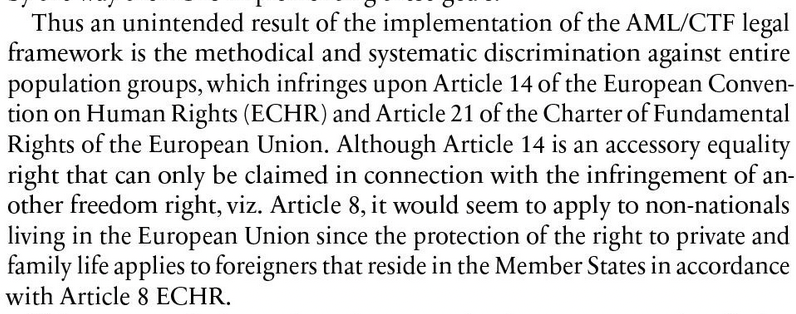 Thus an unintended result of the implementation of the AML/CTF legal
framework is the methodical and systematic discrimination against entire
population groups, which infringes upon Article 14 of the European Conven-
tion on Human Rights (ECHR) and Article 21 of the Charter of Fundamental
Rights of the European Union. Although Article 14 is an accessory equality
right that can only be claimed in connection with the infringement of an-
other freedom right, viz. Article 8, it would seem to apply to non-nationals
living in the European Union since the protection of the right to private and
family life applies to foreigners that reside in the Member States in accordance
with Article 8 ECHR.